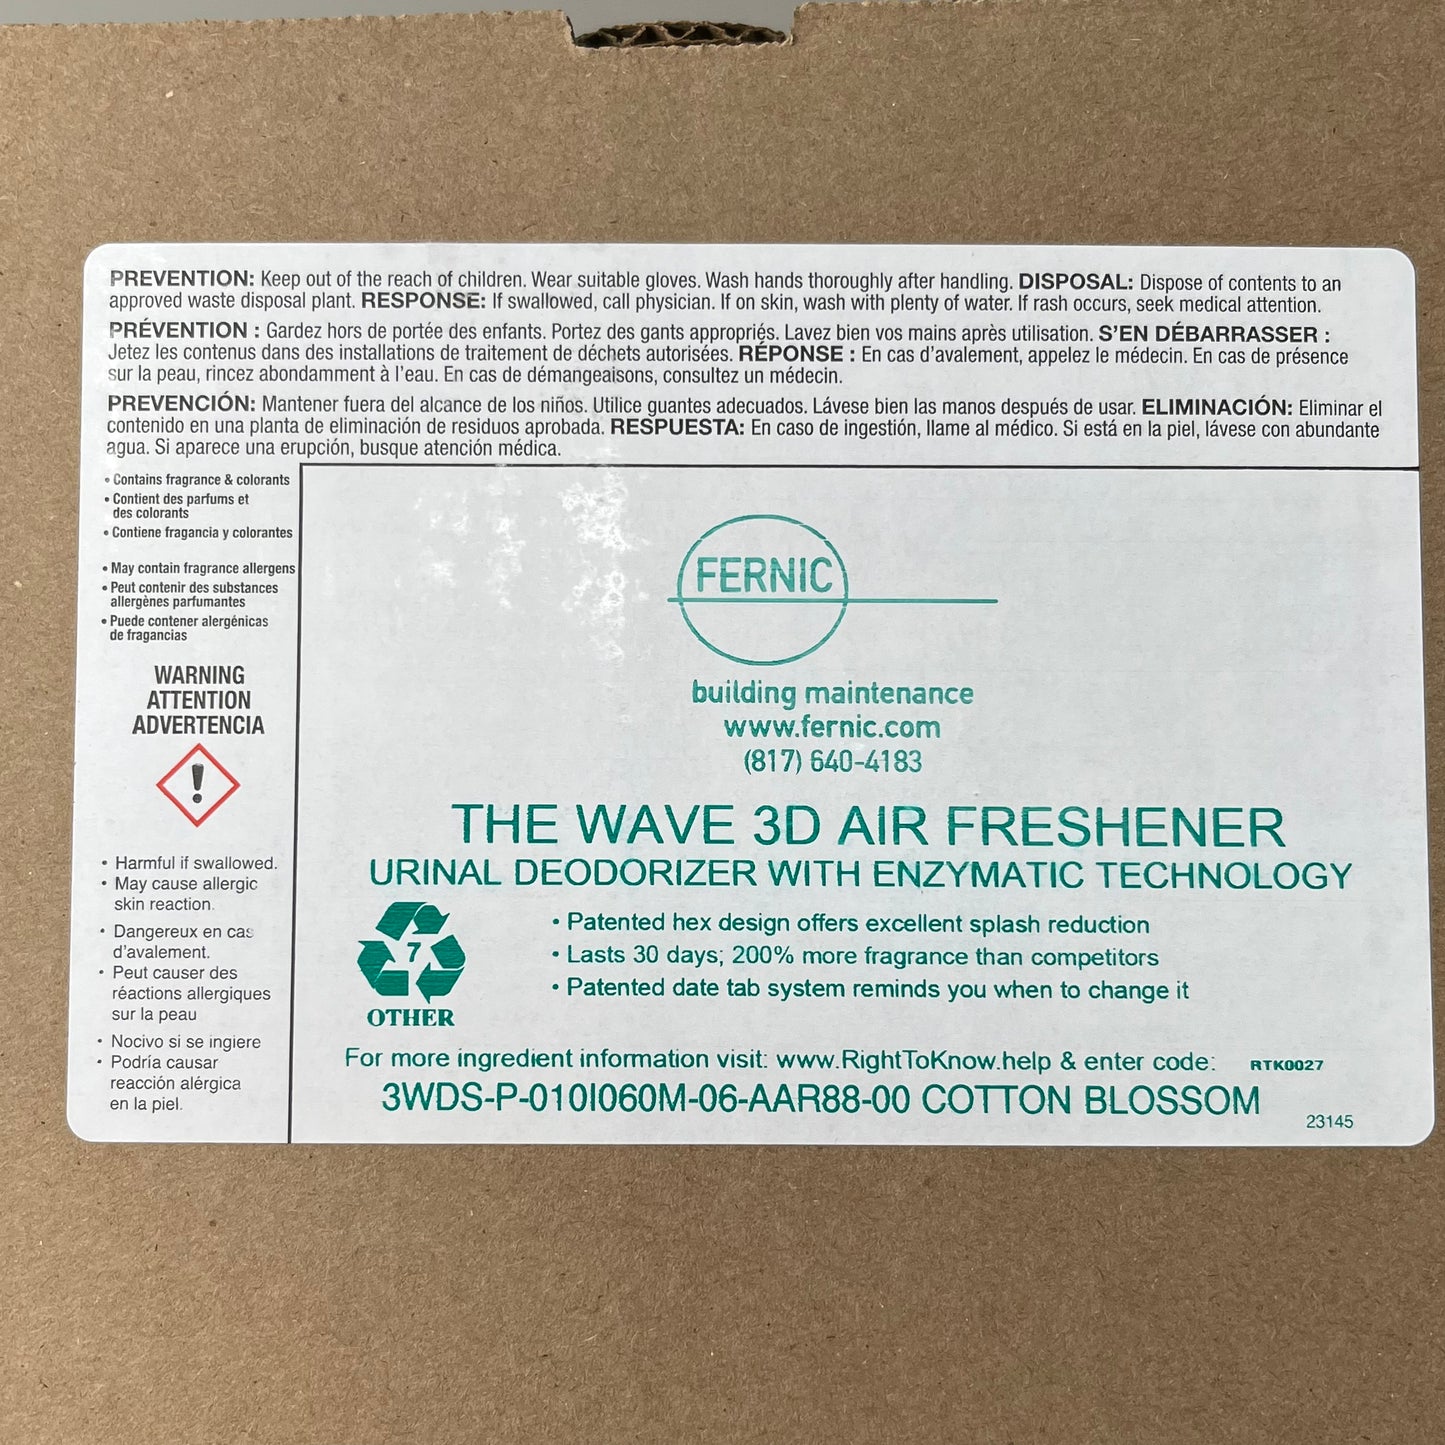 PREVENTION: Keep out of the reach of children. Wear suitable gloves. Wash hands thoroughly after handling. DISPOSAL: Dispose of contents to an
approved waste disposal plant. RESPONSE: If swallowed, call physician. If on skin, wash with plenty of water. If rash occurs, seek medical attention.
PRÉVENTION : Gardez hors de portée des enfants. Portez des gants appropriés. Lavez bien vos mains après utilisation. S'EN DÉBARRASSER :
Jetez les contenus dans des installations de traitement de déchets autorisées. RÉPONSE : En cas d'avalement, appelez le médecin. En cas de présence
sur la peau, rincez abondamment à l'eau. En cas de démangeaisons, consultez un médecin.
PREVENCIÓN: Mantener fuera del alcance de los niños. Utilice guantes adecuados. Lávese bien las manos después de usar. ELIMINACIÓN: Eliminar el
contenido en una planta de eliminación de residuos aprobada. RESPUESTA: En caso de ingestión, llame al médico. Si está en la piel, lávese con abundante
agua. Si aparece una erupción, busque atención médica.
• Contains fragrance & colorants
• Contient des parfums et
des colorants
• Contiene fragancia y colorantes
• May contain fragrance allergens
• Peut contenir des substances
allergènes parfumantes
• Puede contener alergénicas
de fragancias
WARNING
ATTENTION
ADVERTENCIA
!
• Harmful if swallowed.
• May cause allergic
skin reaction.
• Dangereux en cas
d'avalement.
• Peut causer des
réactions allergiques
sur la peau
• Nocivo si se ingiere
• Podría causar
reacción alérgica
en la piel.
FERNIC
building maintenance
www.fernic.com
(817) 640-4183
THE WAVE 3D AIR FRESHENER
URINAL DEODORIZER WITH ENZYMATIC TECHNOLOGY
7
OTHER
• Patented hex design offers excellent splash reduction
• Lasts 30 days; 200% more fragrance than competitors
• Patented date tab system reminds you when to change it
For more ingredient information visit: www.RightToKnow.help & enter code: RTK0027
3WDS-P-010I060M-06-AAR88-00 COTTON BLOSSOM
23145